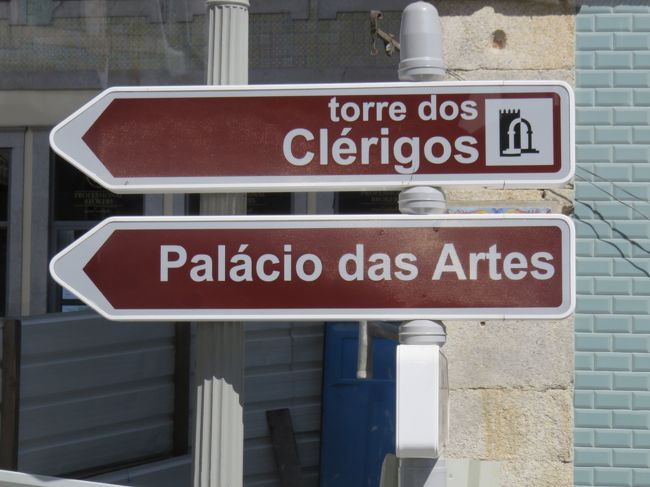 torre dos
Clérigos
Palácio das Artes